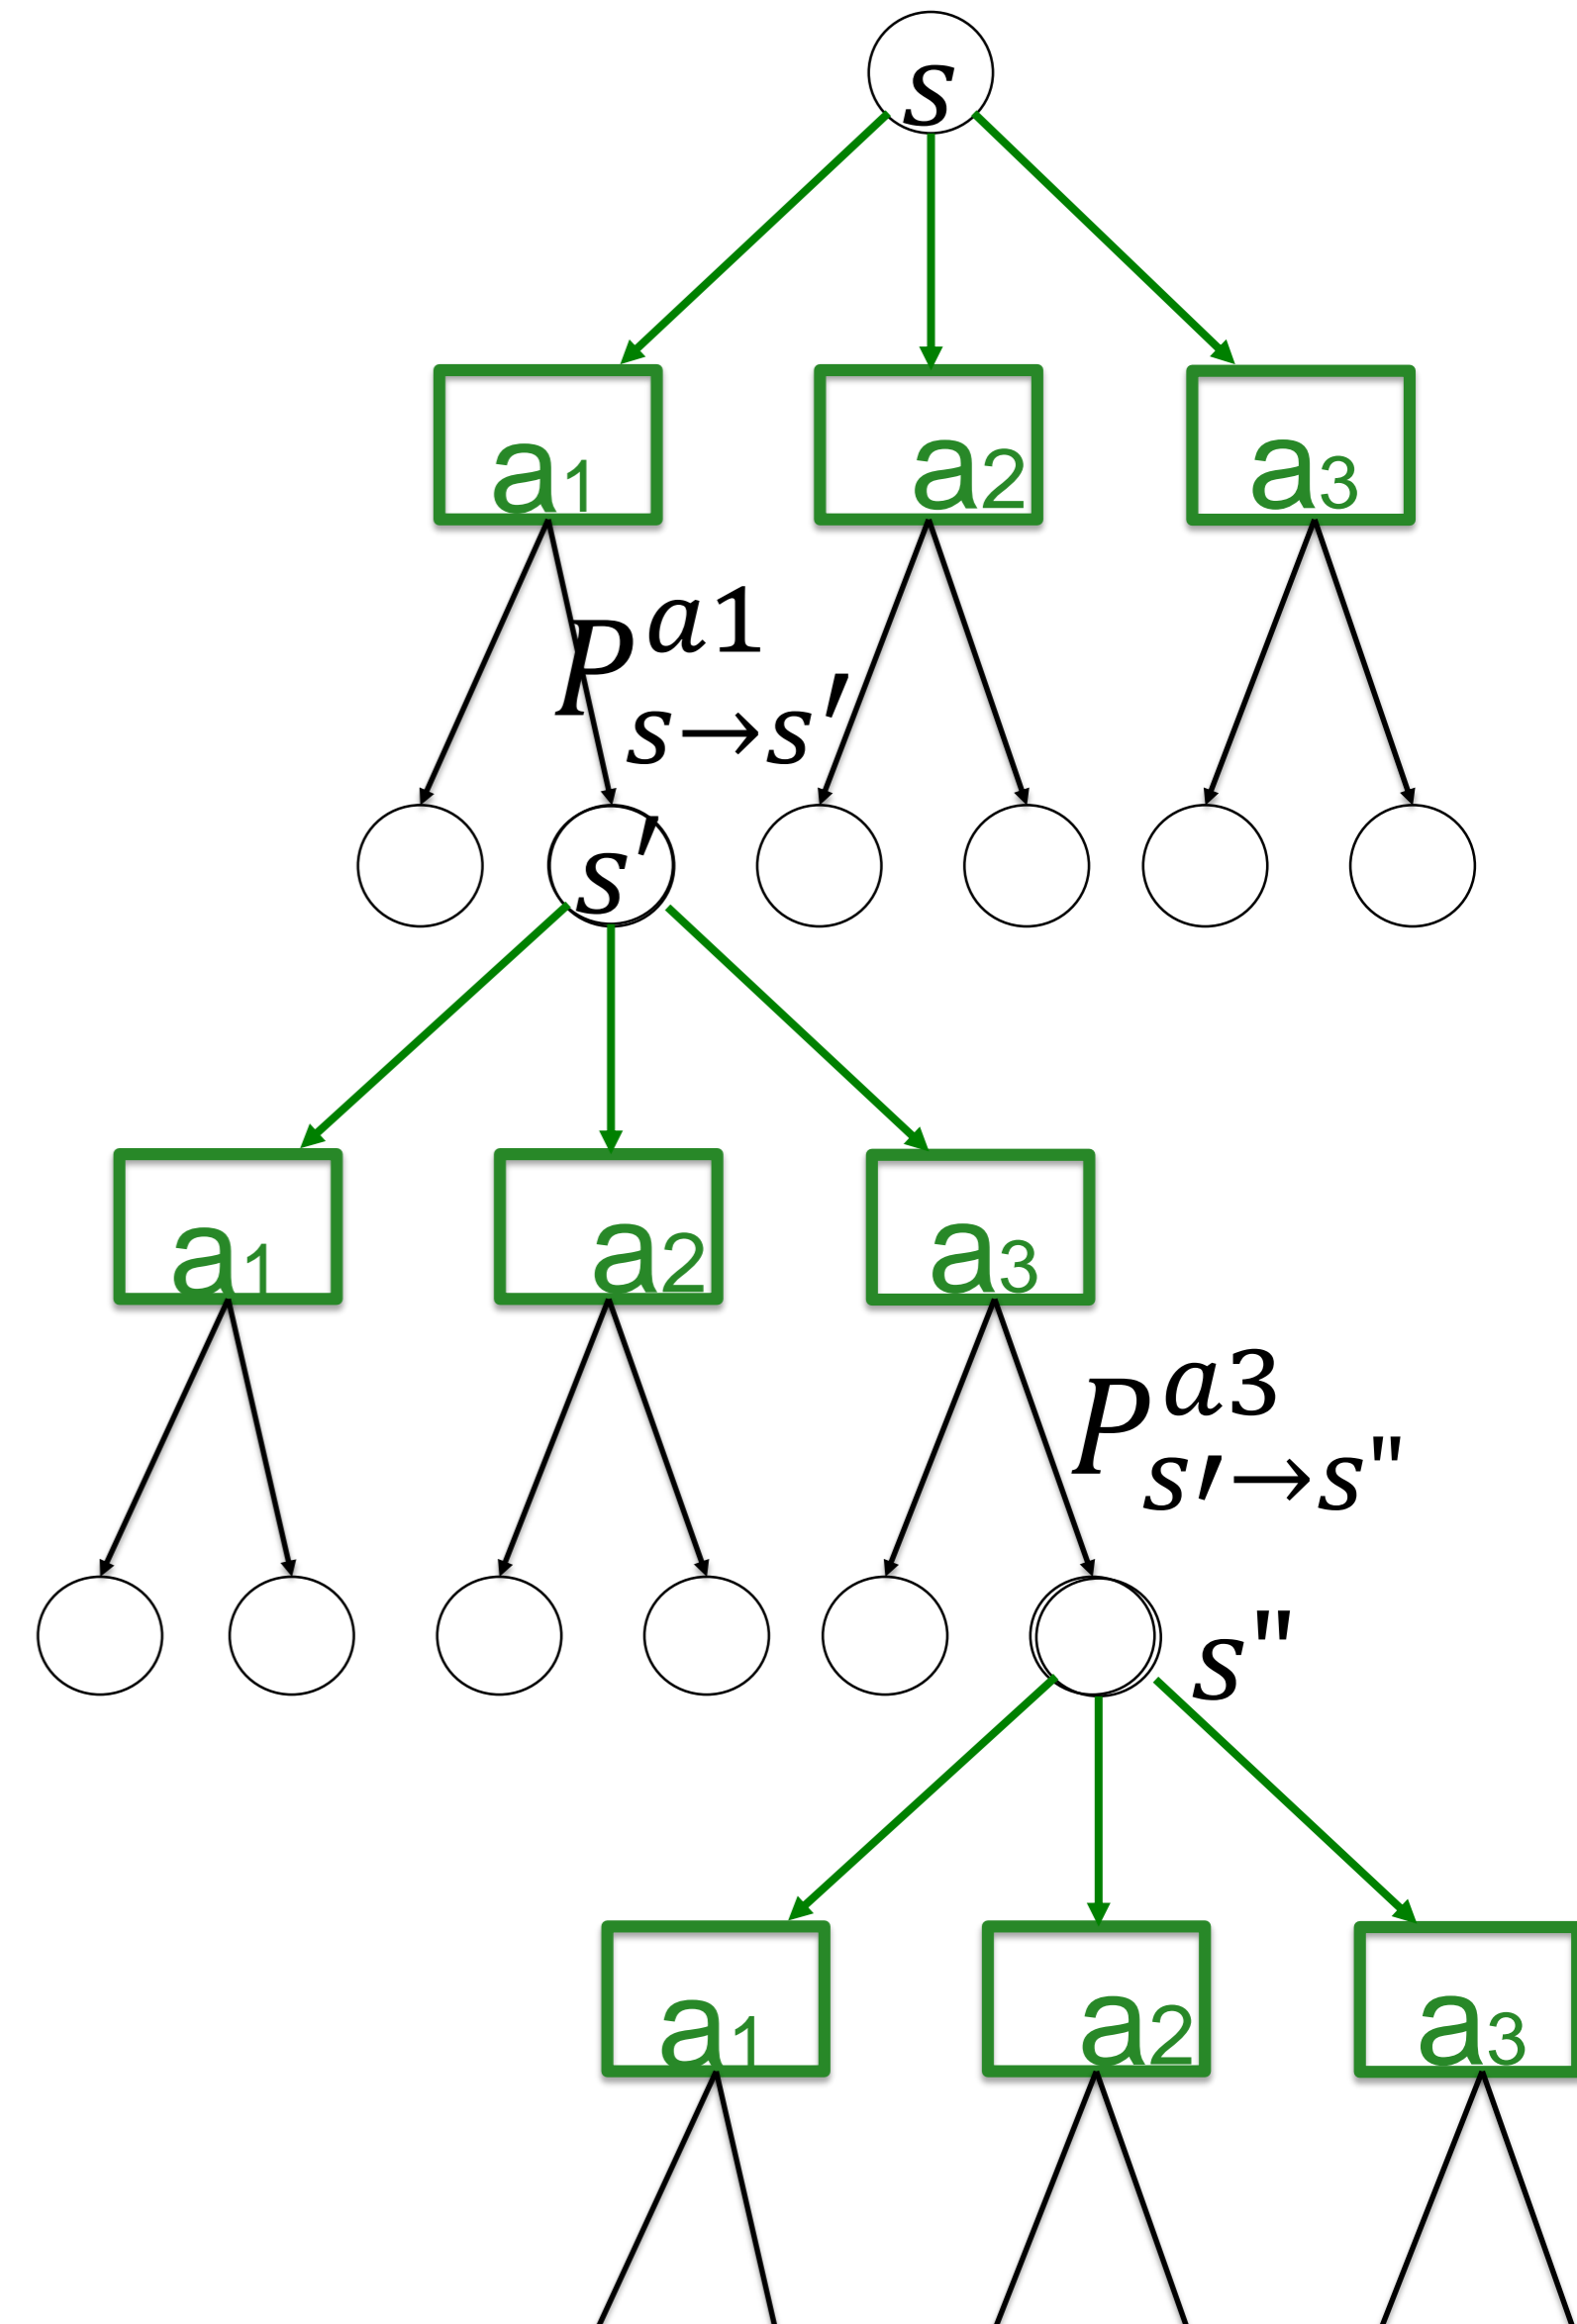 s
a1 a2 a3
P^{a1}_{s→s'}
s'
a1 a2 a3
P^{a3}_{s'→s"}
s"
a1 a2 a3